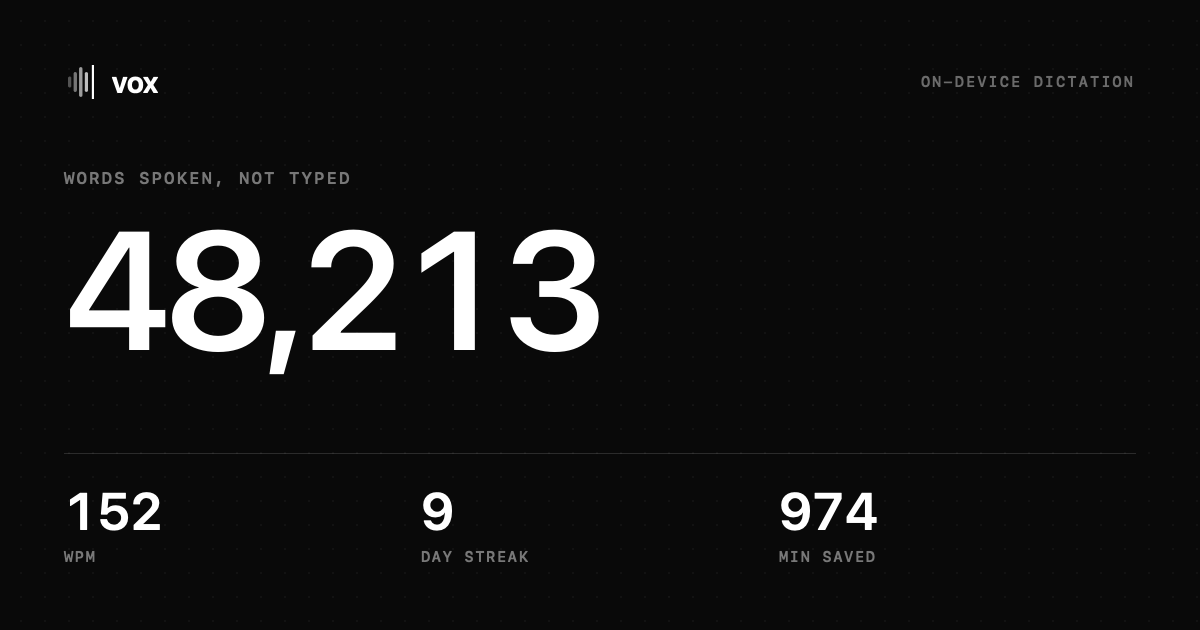 vox
ON-DEVICE DICTATION
WORDS SPOKEN, NOT TYPED
48,213
152
WPM
9
DAY STREAK
974
MIN SAVED